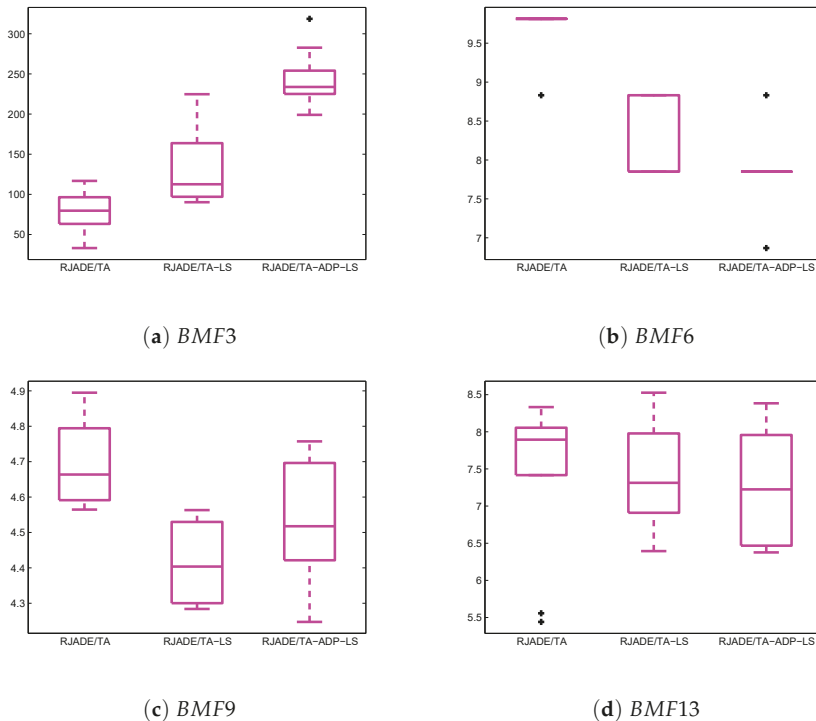 300
250
200
150
100
50
RJADE/TA
RJADE/TA−LS
RJADE/TA−ADP−LS
(a) BMF3
9.5
9
8.5
8
7.5
7
RJADE/TA
RJADE/TA−LS
RJADE/TA−ADP−LS
(b) BMF6
4.9
4.8
4.7
4.6
4.5
4.4
4.3
RJADE/TA
RJADE/TA−LS
RJADE/TA−ADP−LS
(c) BMF9
8.5
8
7.5
7
6.5
6
5.5
RJADE/TA
RJADE/TA−LS
RJADE/TA−ADP−LS
(d) BMF13